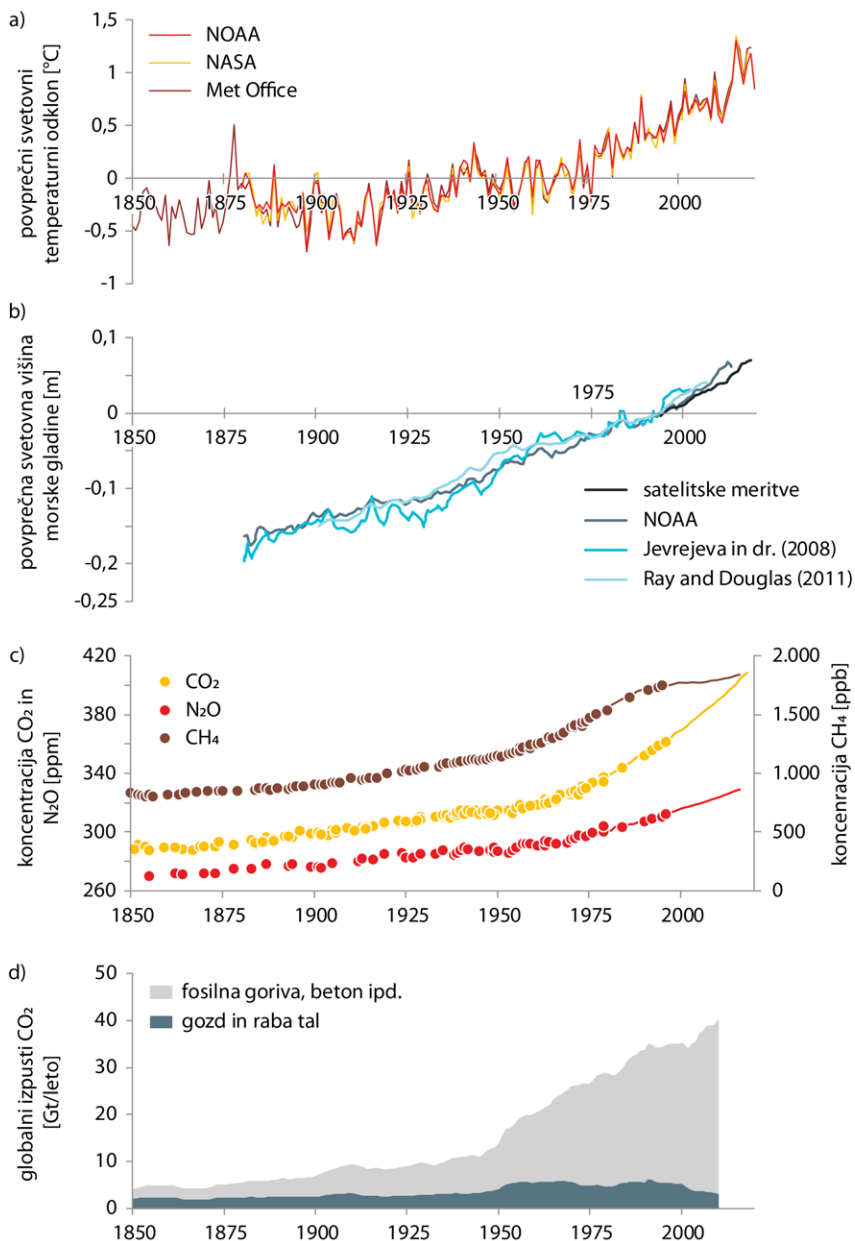 a)
povprečni svetovni
temperaturni odklon [°C]
1,5
1
0,5
0
-0,5
-1
NOAA
NASA
Met Office
1850
1875
1900
1925
1950
1975
2000
b)
povprečna svetovna višina
morske gladine [m]
0,1
0
-0,1
-0,2
-0,25
1850
1875
1900
1925
1950
1975
2000
satelitske meritve
NOAA
Jevrejeva in dr. (2008)
Ray and Douglas (2011)
c)
koncentracija CO₂ in
N₂O [ppm]
420
380
340
300
260
CO₂
N₂O
CH₄
2.000
1.500
1.000
500
0
koncenracija CH₄ [ppb]
1850
1875
1900
1925
1950
1975
2000
d)
globalni izpusti CO₂
[Gt/leto]
50
40
30
20
10
0
fosilna goriva, beton ipd.
gozd in raba tal
1850
1875
1900
1925
1950
1975
2000